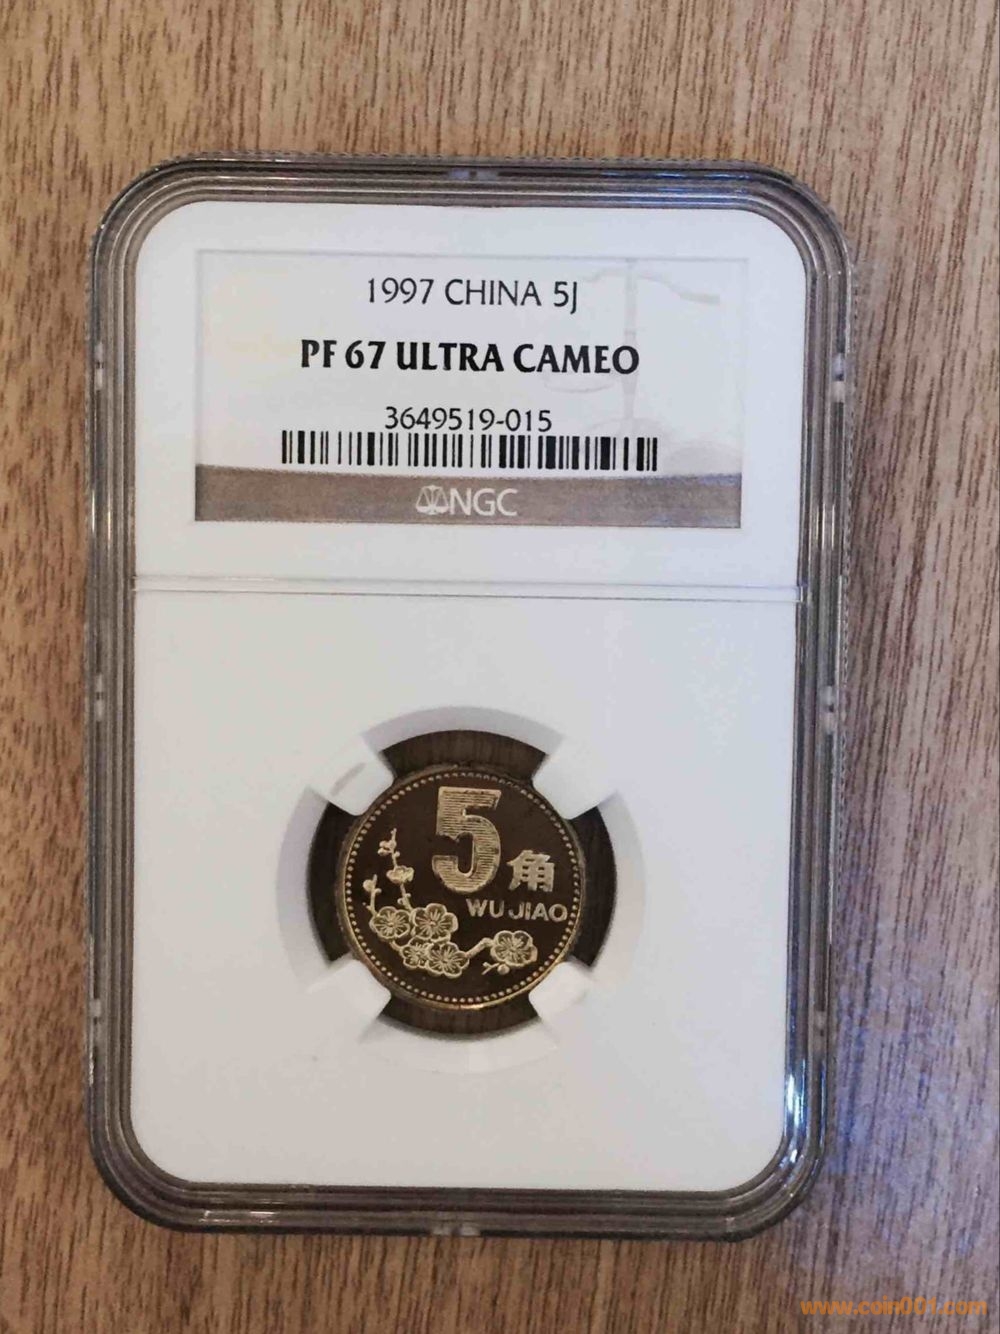 1997 CHINA 5J
PF 67 ULTRA CAMEO
3649519-015
NGC
5角
WU JIAO
www.coin001.com